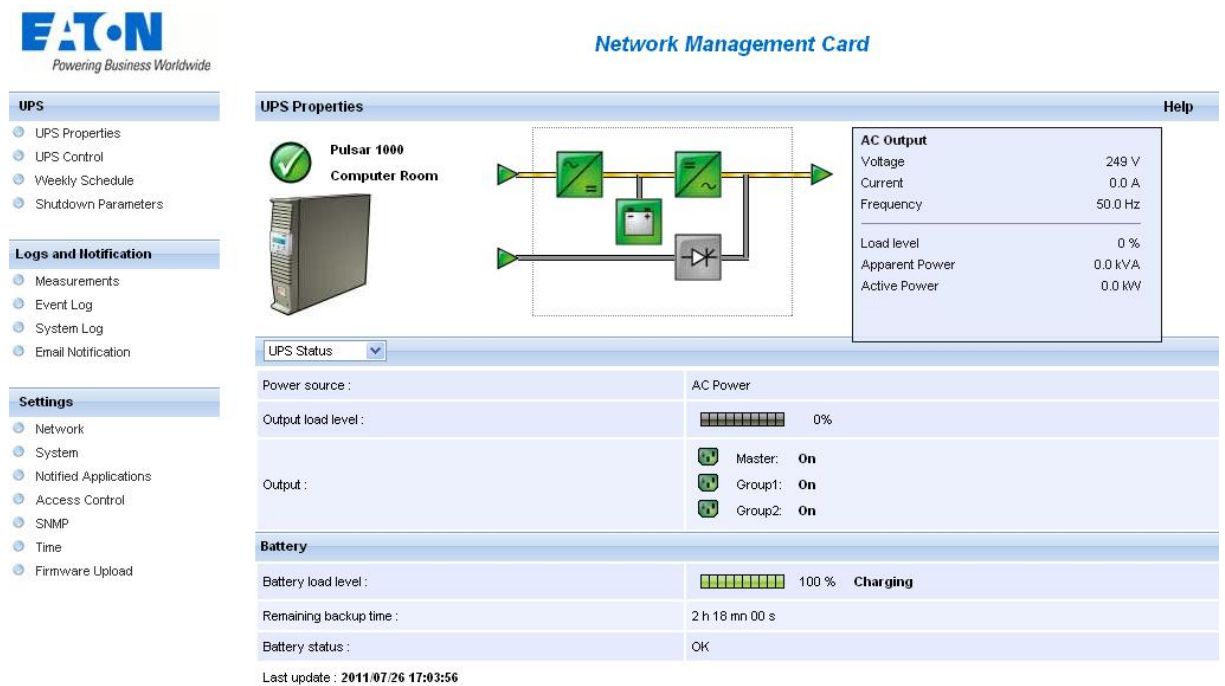 EATON
Powering Business Worldwide
Network Management Card
UPS
UPS Properties
UPS Control
Weekly Schedule
Shutdown Parameters
Logs and Notification
Measurements
Event Log
System Log
Email Notification
Settings
Network
System
Notified Applications
Access Control
SNMP
Time
Firmware Upload
UPS Properties Help
Pulsar 1000
Computer Room
AC Output
Voltage 249 V
Current 0.0 A
Frequency 50.0 Hz
Load level 0 %
Apparent Power 0.0 kVA
Active Power 0.0 kW
UPS Status
Power source : AC Power
Output load level : 0%
Output :
Master: On
Group1: On
Group2: On
Battery
Battery load level : 100 % Charging
Remaining backup time : 2 h 18 mn 00 s
Battery status : OK
Last update : 2011/07/26 17:03:56